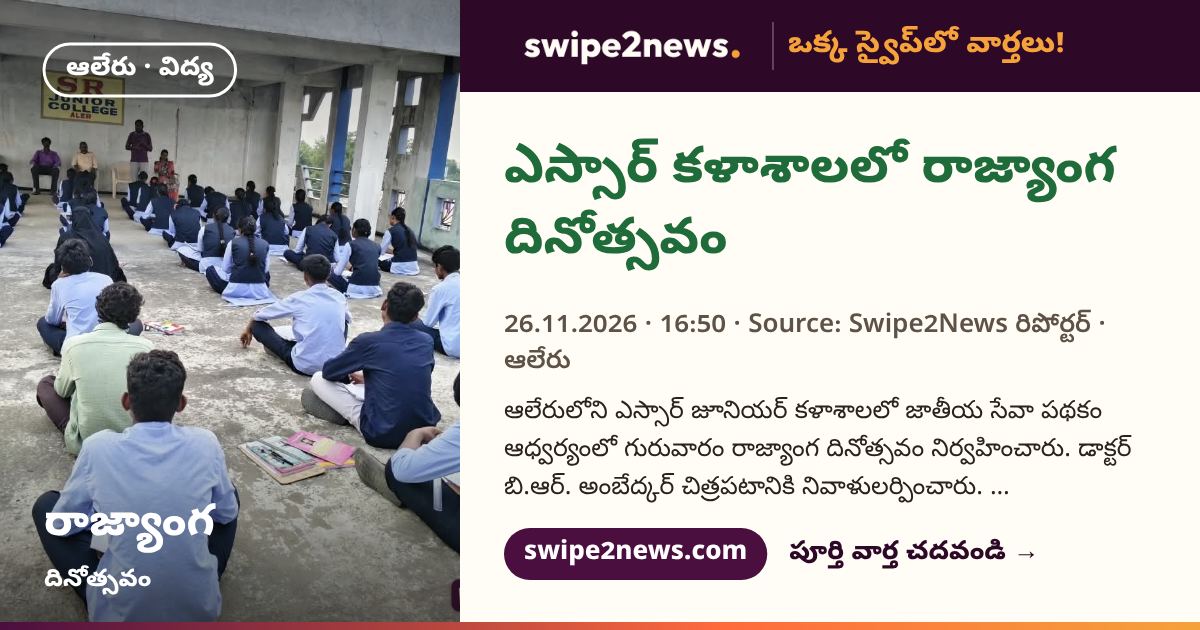 ఆలేరు · విద్య
SR
JUNIOR
COLLEGE
ALER
రాజ్యాంగ
దినోత్సవం
swipe2news.
ఒక్క స్వైప్‌లో వార్తలు!
ఎస్సార్ కళాశాలలో రాజ్యాంగ
దినోత్సవం
26.11.2026 · 16:50 · Source: Swipe2News రిపోర్టర్ ·
ఆలేరు
ఆలేరులోని ఎస్సార్ జూనియర్ కళాశాలలో జాతీయ సేవా పథకం
ఆధ్వర్యంలో గురువారం రాజ్యాంగ దినోత్సవం నిర్వహించారు. డాక్టర్
బి.ఆర్. అంబేద్కర్ చిత్రపటానికి నివాళులర్పించారు. ...
swipe2news.com
పూర్తి వార్త చదవండి →